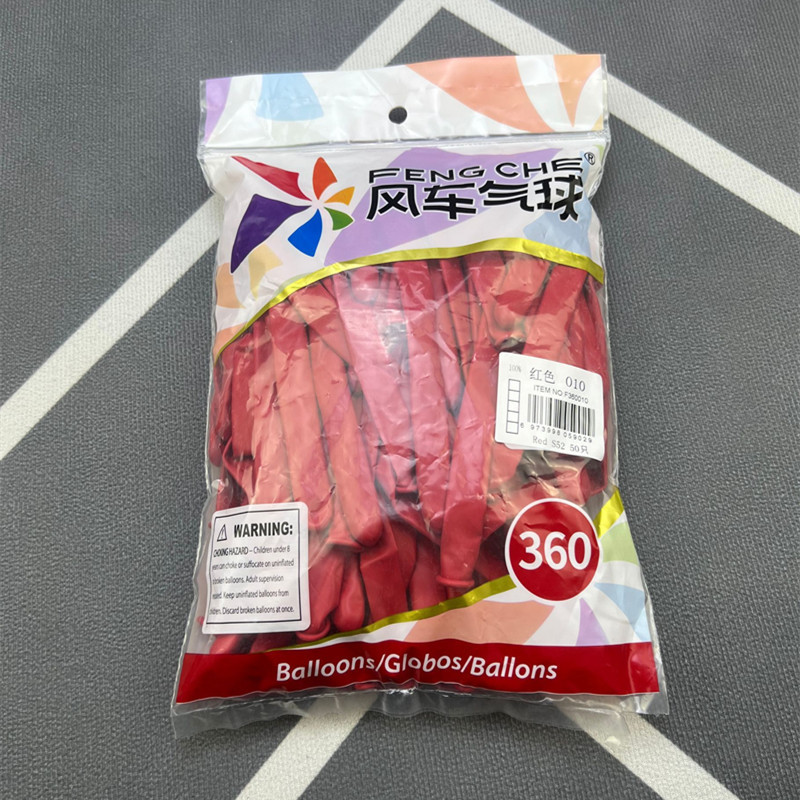 FENG CHE®
风车气球
100%
红色 010
ITEM NO:F360010
6 973998 059029
Red S52 50只
WARNING:
CHOKING HAZARD – Children under 8
years can choke or suffocate on uninflated
or broken balloons. Adult supervision
required. Keep uninflated balloons from
children. Discard broken balloons at once.
360
Balloons/Globos/Ballons